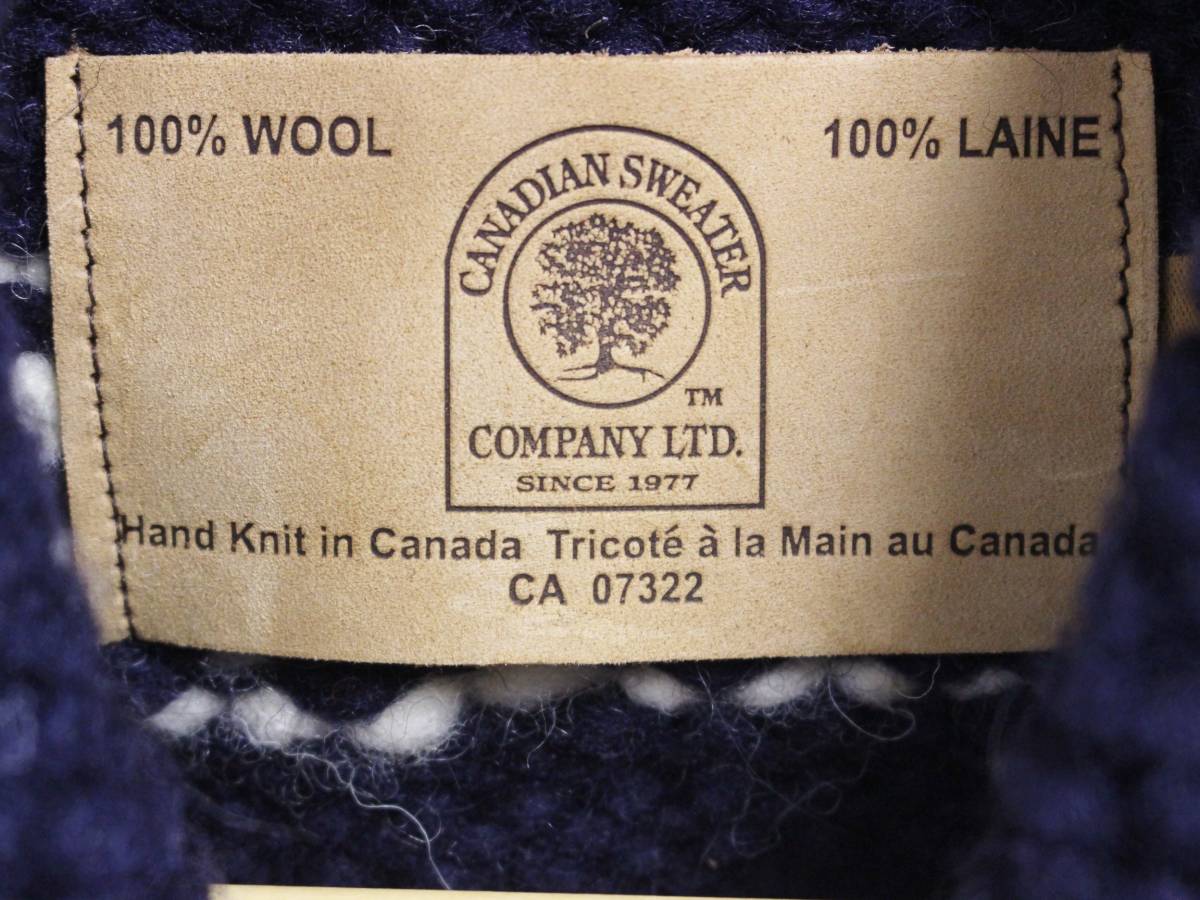 100% WOOL
100% LAINE
CANADIAN SWEATER
TM
COMPANY LTD.
SINCE 1977
Hand Knit in Canada Tricoté à la Main au Canada
CA 07322